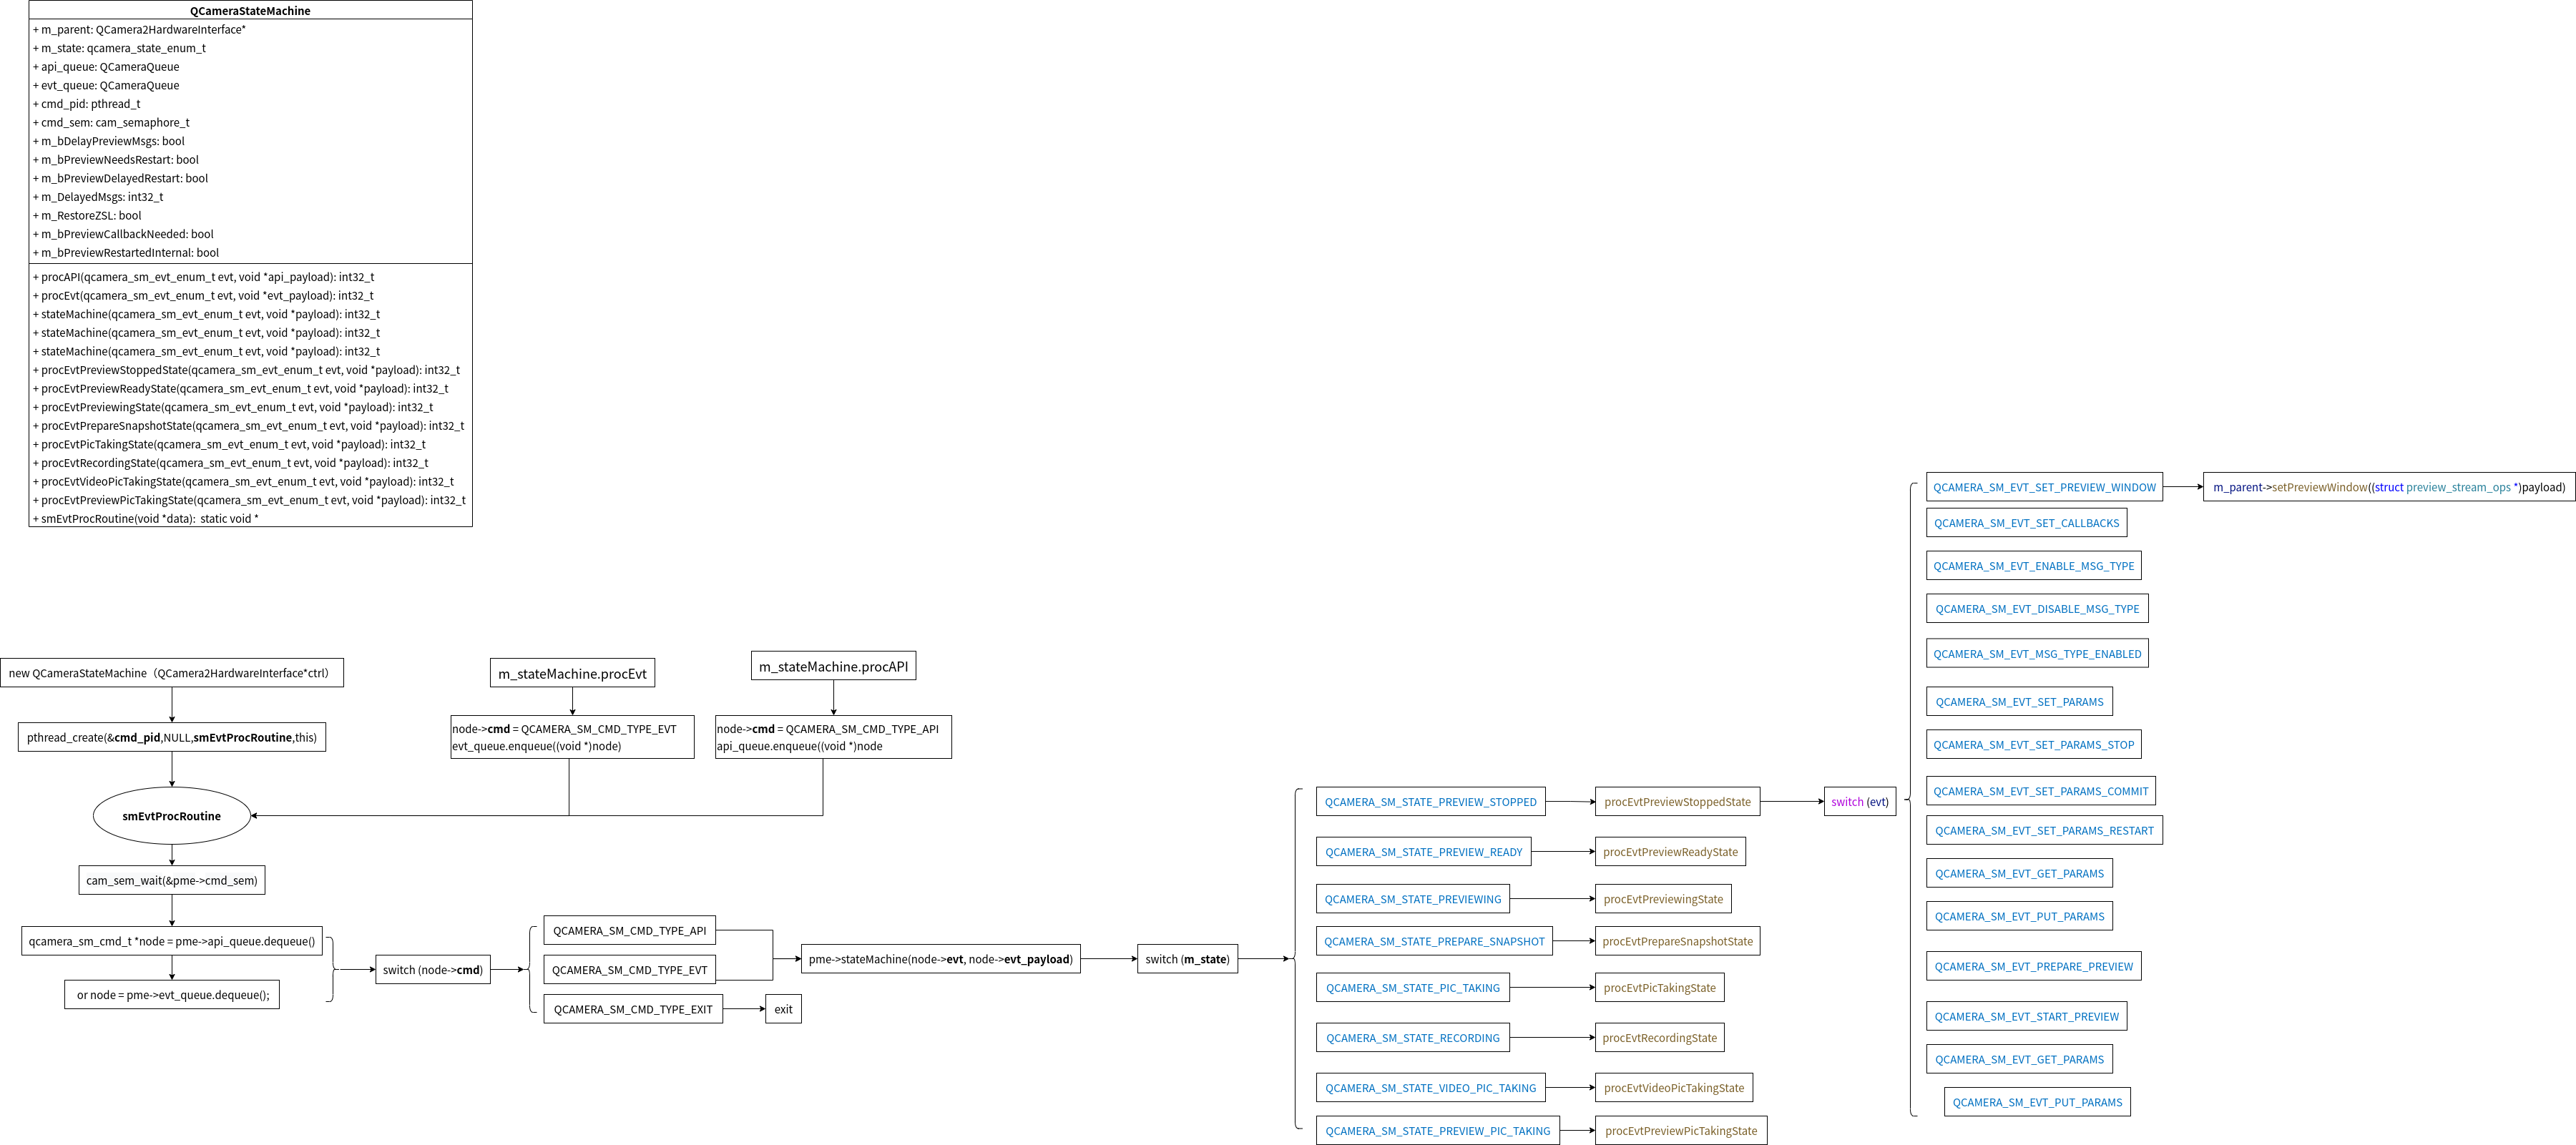 QCameraStateMachine
+ m_parent: QCamera2HardwareInterface*
+ m_state: qcamera_state_enum_t
+ api_queue: QCameraQueue
+ evt_queue: QCameraQueue
+ cmd_pid: pthread_t
+ cmd_sem: cam_semaphore_t
+ m_bDelayPreviewMsgs: bool
+ m_bPreviewNeedsRestart: bool
+ m_bPreviewDelayedRestart: bool
+ m_DelayedMsgs: int32_t
+ m_RestoreZSL: bool
+ m_bPreviewCallbackNeeded: bool
+ m_bPreviewRestartedInternal: bool
+ procAPI(qcamera_sm_evt_enum_t evt, void *api_payload): int32_t
+ procEvt(qcamera_sm_evt_enum_t evt, void *evt_payload): int32_t
+ stateMachine(qcamera_sm_evt_enum_t evt, void *payload): int32_t
+ stateMachine(qcamera_sm_evt_enum_t evt, void *payload): int32_t
+ stateMachine(qcamera_sm_evt_enum_t evt, void *payload): int32_t
+ procEvtPreviewStoppedState(qcamera_sm_evt_enum_t evt, void *payload): int32_t
+ procEvtPreviewReadyState(qcamera_sm_evt_enum_t evt, void *payload): int32_t
+ procEvtPreviewingState(qcamera_sm_evt_enum_t evt, void *payload): int32_t
+ procEvtPrepareSnapshotState(qcamera_sm_evt_enum_t evt, void *payload): int32_t
+ procEvtPicTakingState(qcamera_sm_evt_enum_t evt, void *payload): int32_t
+ procEvtRecordingState(qcamera_sm_evt_enum_t evt, void *payload): int32_t
+ procEvtVideoPicTakingState(qcamera_sm_evt_enum_t evt, void *payload): int32_t
+ procEvtPreviewPicTakingState(qcamera_sm_evt_enum_t evt, void *payload): int32_t
+ smEvtProcRoutine(void *data): static void *
new QCameraStateMachine（QCamera2HardwareInterface*ctrl）
pthread_create(&cmd_pid,NULL,smEvtProcRoutine,this)
smEvtProcRoutine
cam_sem_wait(&pme->cmd_sem)
qcamera_sm_cmd_t *node = pme->api_queue.dequeue()
or node = pme->evt_queue.dequeue();
m_stateMachine.procEvt
node->cmd = QCAMERA_SM_CMD_TYPE_EVT
evt_queue.enqueue((void *)node)
m_stateMachine.procAPI
node->cmd = QCAMERA_SM_CMD_TYPE_API
api_queue.enqueue((void *)node
switch (node->cmd)
QCAMERA_SM_CMD_TYPE_API
QCAMERA_SM_CMD_TYPE_EVT
QCAMERA_SM_CMD_TYPE_EXIT
exit
pme->stateMachine(node->evt, node->evt_payload)
switch (m_state)
QCAMERA_SM_STATE_PREVIEW_STOPPED
procEvtPreviewStoppedState
QCAMERA_SM_STATE_PREVIEW_READY
procEvtPreviewReadyState
QCAMERA_SM_STATE_PREVIEWING
procEvtPreviewingState
QCAMERA_SM_STATE_PREPARE_SNAPSHOT
procEvtPrepareSnapshotState
QCAMERA_SM_STATE_PIC_TAKING
procEvtPicTakingState
QCAMERA_SM_STATE_RECORDING
procEvtRecordingState
QCAMERA_SM_STATE_VIDEO_PIC_TAKING
procEvtVideoPicTakingState
QCAMERA_SM_STATE_PREVIEW_PIC_TAKING
procEvtPreviewPicTakingState
switch (evt)
QCAMERA_SM_EVT_SET_PREVIEW_WINDOW
m_parent->setPreviewWindow((struct preview_stream_ops *)payload)
QCAMERA_SM_EVT_SET_CALLBACKS
QCAMERA_SM_EVT_ENABLE_MSG_TYPE
QCAMERA_SM_EVT_DISABLE_MSG_TYPE
QCAMERA_SM_EVT_MSG_TYPE_ENABLED
QCAMERA_SM_EVT_SET_PARAMS
QCAMERA_SM_EVT_SET_PARAMS_STOP
QCAMERA_SM_EVT_SET_PARAMS_COMMIT
QCAMERA_SM_EVT_SET_PARAMS_RESTART
QCAMERA_SM_EVT_GET_PARAMS
QCAMERA_SM_EVT_PUT_PARAMS
QCAMERA_SM_EVT_PREPARE_PREVIEW
QCAMERA_SM_EVT_START_PREVIEW
QCAMERA_SM_EVT_GET_PARAMS
QCAMERA_SM_EVT_PUT_PARAMS